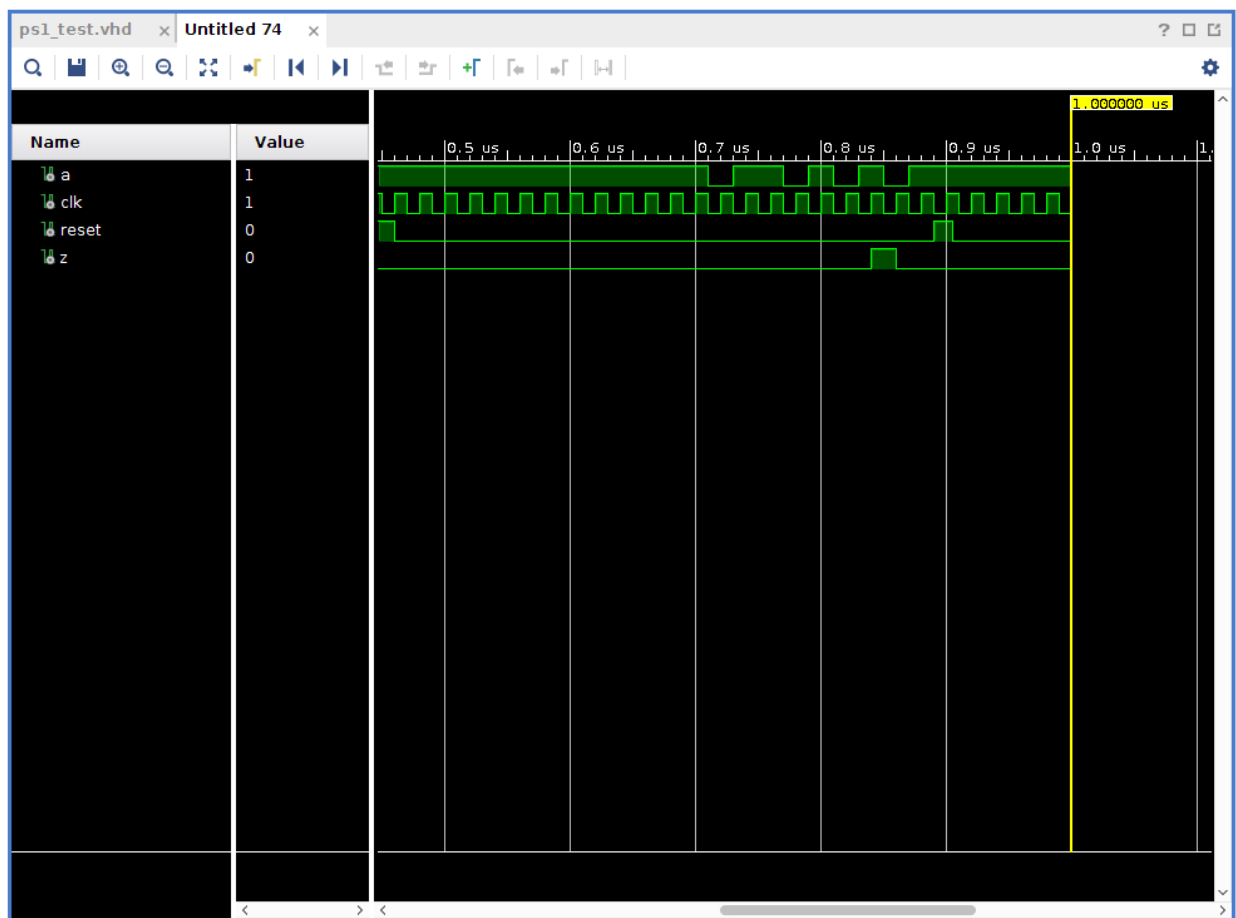 ps1_test.vhd × Untitled 74 ×
?
1.000000 us
Name Value
0.5 us 0.6 us 0.7 us 0.8 us 0.9 us 1.0 us 1.
a 1
clk 1
reset 0
z 0